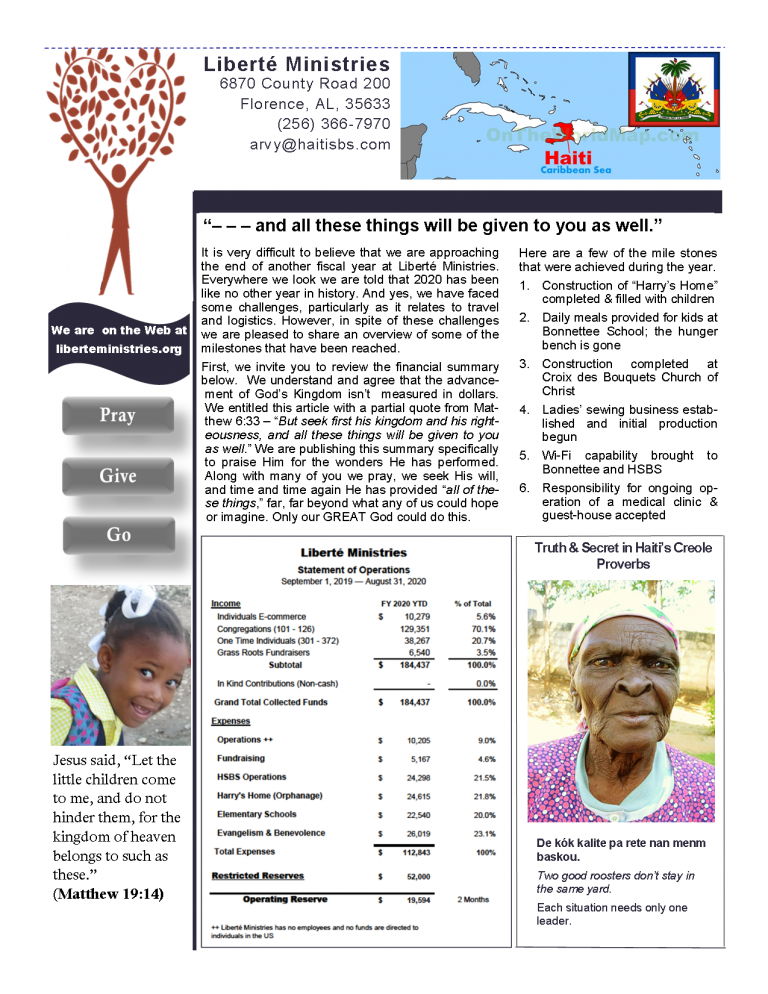 Liberté Ministries
6870 County Road 200
Florence, AL, 35633
(256) 366-7970
arvy@haitisbs.com
OnTheWorldMap.com
Haiti
Caribbean Sea
“– – – and all these things will be given to you as well.”
We are on the Web at
liberteministries.org
Pray
Give
Go
Jesus said, “Let the
little children come
to me, and do not
hinder them, for the
kingdom of heaven
belongs to such as
these.”
(Matthew 19:14)
It is very difficult to believe that we are approaching
the end of another fiscal year at Liberté Ministries.
Everywhere we look we are told that 2020 has been
like no other year in history. And yes, we have faced
some challenges, particularly as it relates to travel
and logistics. However, in spite of these challenges
we are pleased to share an overview of some of the
milestones that have been reached.
First, we invite you to review the financial summary
below. We understand and agree that the advance-
ment of God’s Kingdom isn’t measured in dollars.
We entitled this article with a partial quote from Mat-
thew 6:33 – “But seek first his kingdom and his right-
eousness, and all these things will be given to you
as well.” We are publishing this summary specifically
to praise Him for the wonders He has performed.
Along with many of you we pray, we seek His will,
and time and time again He has provided “all of the-
se things,” far, far beyond what any of us could hope
or imagine. Only our GREAT God could do this.
Here are a few of the mile stones
that were achieved during the year.
1. Construction of “Harry’s Home”
completed & filled with children
2. Daily meals provided for kids at
Bonnettee School; the hunger
bench is gone
3. Construction completed at
Croix des Bouquets Church of
Christ
4. Ladies’ sewing business estab-
lished and initial production
begun
5. Wi-Fi capability brought to
Bonnettee and HSBS
6. Responsibility for ongoing op-
eration of a medical clinic &
guest-house accepted
Liberté Ministries
Statement of Operations
September 1, 2019 — August 31, 2020
Income FY 2020 YTD % of Total
Individuals E-commerce $ 10,279 5.6%
Congregations (101 - 126) 129,351 70.1%
One Time Individuals (301 - 372) 38,267 20.7%
Grass Roots Fundraisers 6,540 3.5%
Subtotal $ 184,437 100.0%
In Kind Contributions (Non-cash) - 0.0%
Grand Total Collected Funds $ 184,437 100.0%
Expenses
Operations ++ $ 10,205 9.0%
Fundraising $ 5,167 4.6%
HSBS Operations $ 24,298 21.5%
Harry's Home (Orphanage) $ 24,615 21.8%
Elementary Schools $ 22,540 20.0%
Evangelism & Benevolence $ 26,019 23.1%
Total Expenses $ 112,843 100%
Restricted Reserves $ 52,000
Operating Reserve $ 19,594 2 Months
++ Liberté Ministries has no employees and no funds are directed to
individuals in the US
Truth & Secret in Haiti's Creole
Proverbs
De kók kalite pa rete nan menm
baskou.
Two good roosters don’t stay in
the same yard.
Each situation needs only one
leader.